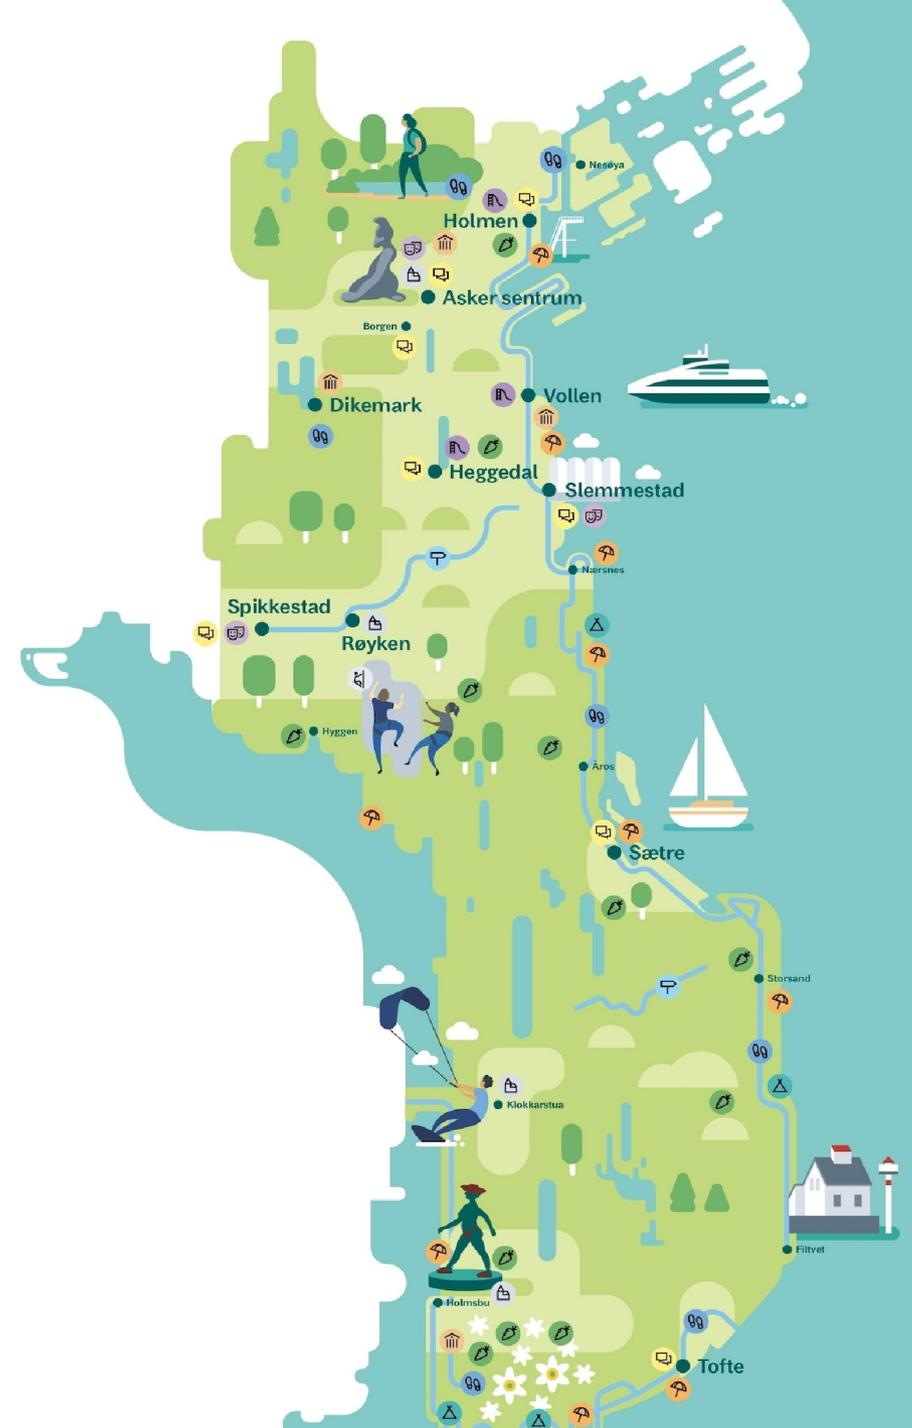 Nesøya
Holmen
Asker sentrum
Borgen
Vollen
Dikemark
Heggedal
Slemmestad
Nærsnes
Spikkestad
Røyken
Hyggen
Åros
Sætre
Storsand
Klokkarstua
Filtvet
Holmsbu
Tofte